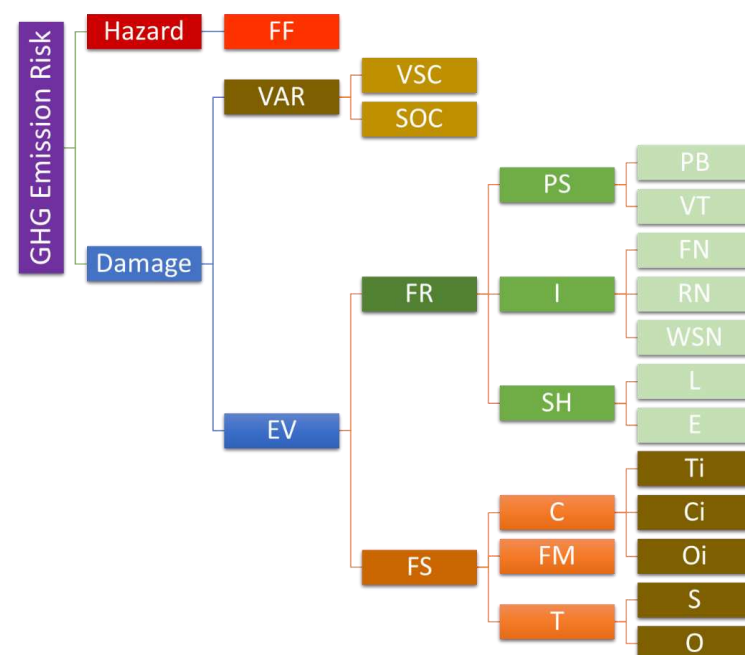 GHG Emission Risk
Hazard
FF
Damage
VAR
VSC
SOC
EV
FR
PS
PB
VT
I
FN
RN
WSN
SH
L
E
FS
C
Ti
Ci
Oi
FM
T
S
O